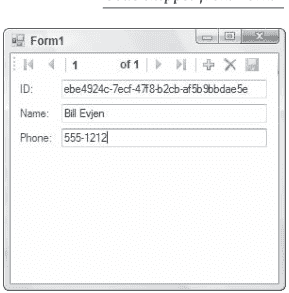 Form1
1 of 1
ID: ebe4924c-7ecf-47f8-b2cb-af5b9bbdae5e
Name: Bill Evjen
Phone: 555-1212